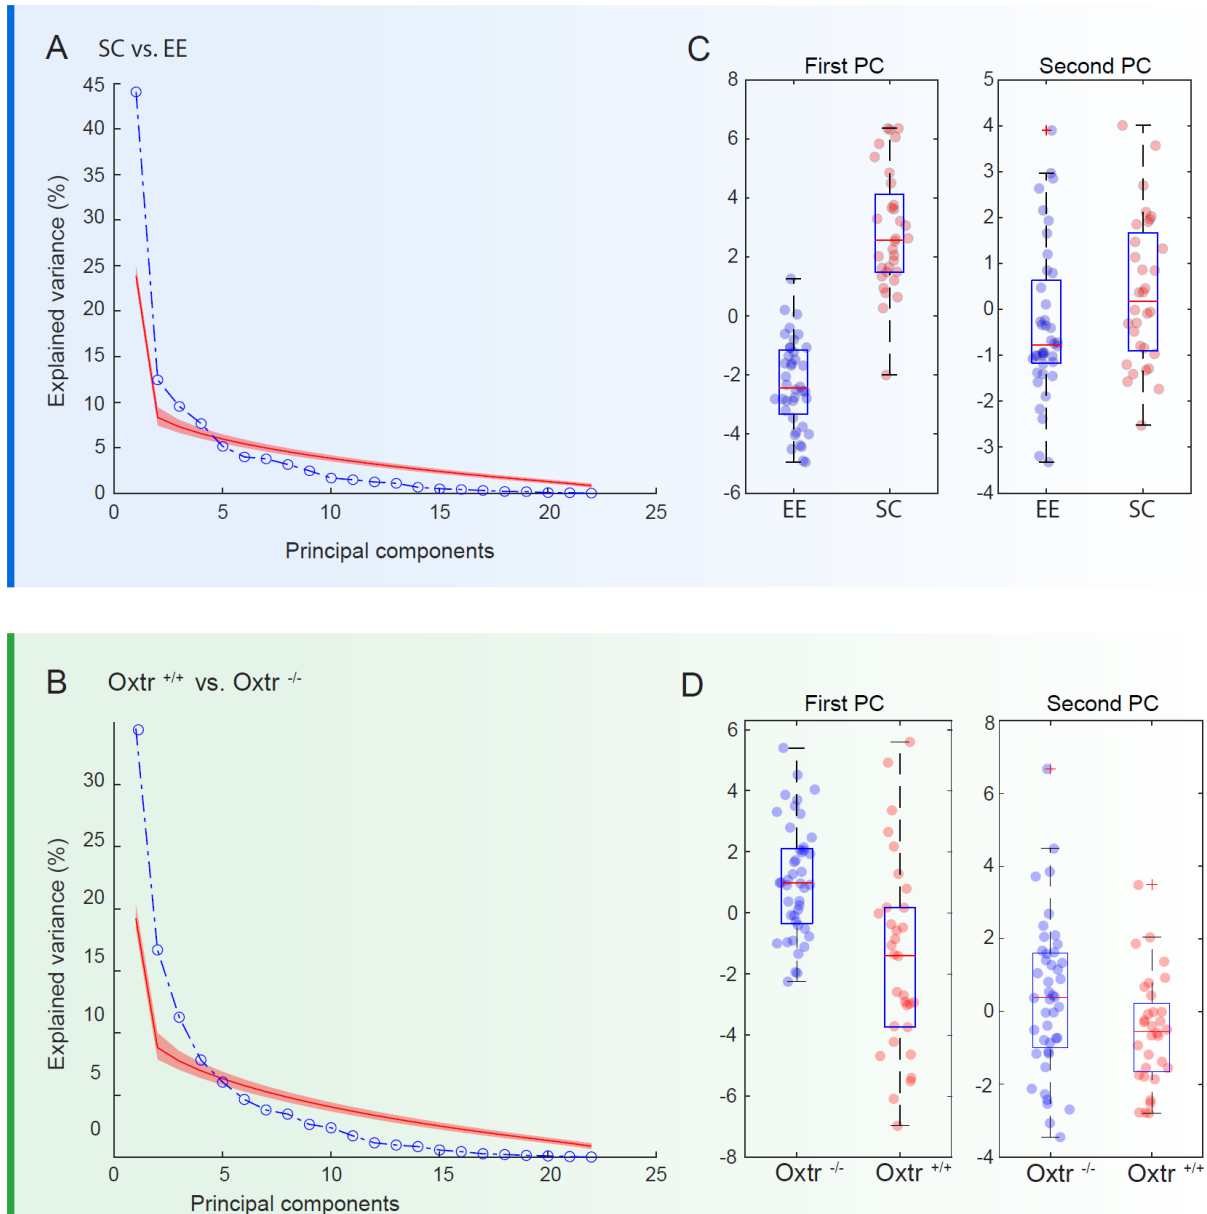 A SC vs. EE
45
40
35
30
25
20
15
10
5
0
Explained variance (%)
0 5 10 15 20 25
Principal components
C
First PC
8
6
4
2
0
-2
-4
-6
EE SC
Second PC
5
4
3
2
1
0
-1
-2
-3
-4
EE SC
B Oxtr +/+ vs. Oxtr -/-
30
25
20
15
10
5
0
Explained variance (%)
0 5 10 15 20 25
Principal components
D
First PC
6
4
2
0
-2
-4
-6
-8
Oxtr -/- Oxtr +/+
Second PC
8
6
4
2
0
-2
-4
Oxtr -/- Oxtr +/+